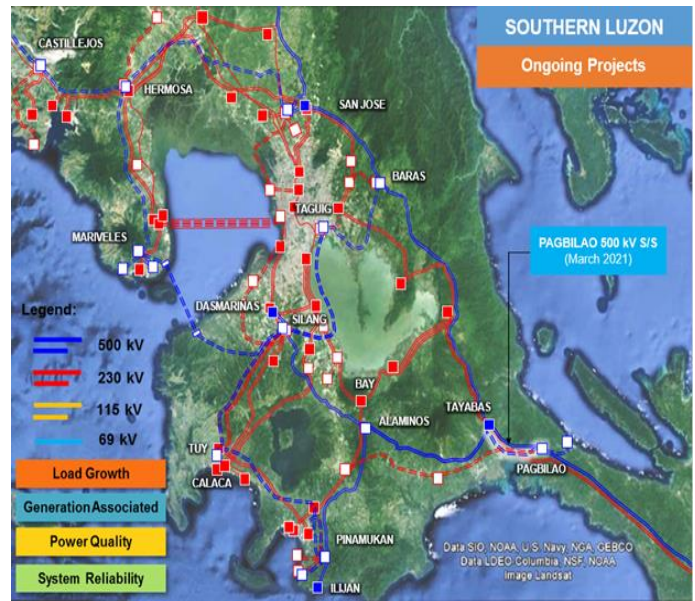 SOUTHERN LUZON
Ongoing Projects
CASTILLEJOS
HERMOSA
SAN JOSE
BARAS
TAGUIG
MARIVELES
PAGBILAO 500 kV S/S
(March 2021)
Legend:
500 kV
230 kV
115 kV
69 kV
DASMARIÑAS
SILANG
BAY
ALAMINOS
TAYABAS
PAGBILAO
TUY
CALACA
PINAMUKAN
ILIJAN
Load Growth
Generation Associated
Power Quality
System Reliability
Data SIO, NOAA, U.S. Navy, NGA, GEBCO
Data LDEO-Columbia, NSF, NOAA
Image Landsat